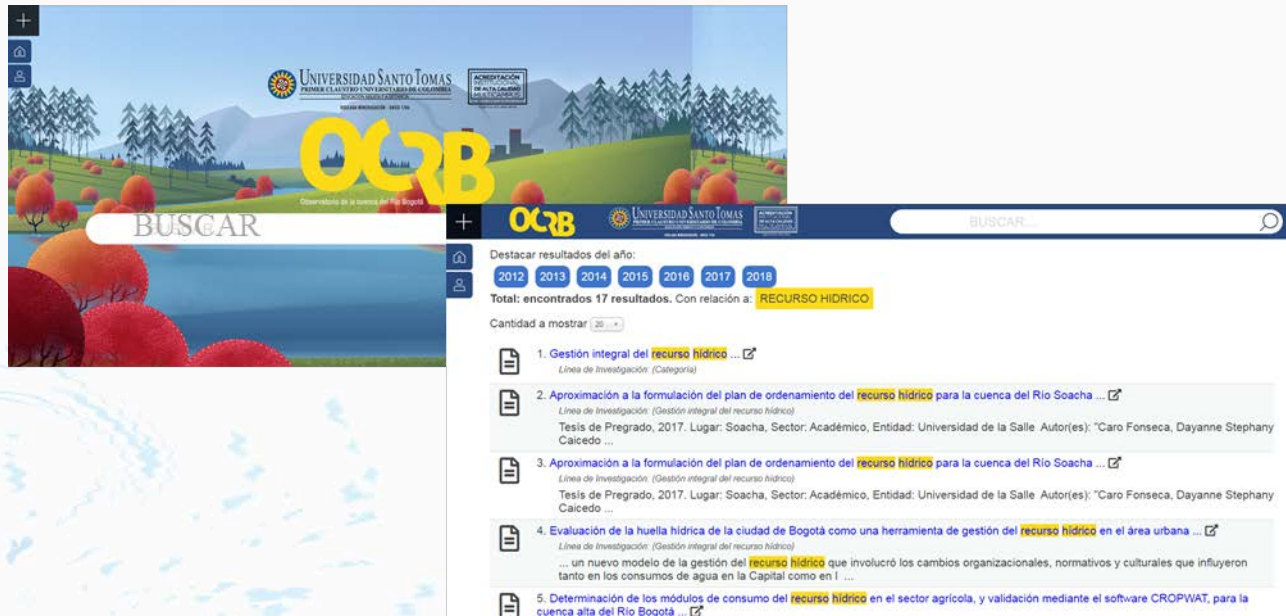 UNIVERSIDAD SANTO TOMAS
PRIMER CLAUSTRO UNIVERSITARIO DE COLOMBIA
ACREDITACIÓN
INSTITUCIONAL
DE ALTA CALIDAD
MULTICAMPUS
OCRB
Observatorio de la cuenca del Río Bogotá
BUSCAR
OCRB
UNIVERSIDAD SANTO TOMAS
PRIMER CLAUSTRO UNIVERSITARIO DE COLOMBIA
BUSCAR...
Destacar resultados del año:
2012 2013 2014 2015 2016 2017 2018
Total: encontrados 17 resultados. Con relación a: RECURSO HIDRICO
Cantidad a mostrar 20
1. Gestión integral del recurso hídrico ...
Línea de Investigación: (Categoría)
2. Aproximación a la formulación del plan de ordenamiento del recurso hídrico para la cuenca del Río Soacha ...
Línea de Investigación: (Gestión integral del recurso hídrico)
Tesis de Pregrado, 2017. Lugar: Soacha, Sector: Académico, Entidad: Universidad de la Salle Autor(es): "Caro Fonseca, Dayanne Stephany
Caicedo ...
3. Aproximación a la formulación del plan de ordenamiento del recurso hídrico para la cuenca del Río Soacha ...
Línea de Investigación: (Gestión integral del recurso hídrico)
Tesis de Pregrado, 2017. Lugar: Soacha, Sector: Académico, Entidad: Universidad de la Salle Autor(es): "Caro Fonseca, Dayanne Stephany
Caicedo ...
4. Evaluación de la huella hídrica de la ciudad de Bogotá como una herramienta de gestión del recurso hídrico en el área urbana ...
Línea de Investigación: (Gestión integral del recurso hídrico)
... un nuevo modelo de la gestión del recurso hídrico que involucró los cambios organizacionales, normativos y culturales que influyeron
tanto en los consumos de agua en la Capital como en l ...
5. Determinación de los módulos de consumo del recurso hídrico en el sector agrícola, y validación mediante el software CROPWAT, para la
cuenca alta del Río Bogotá ...